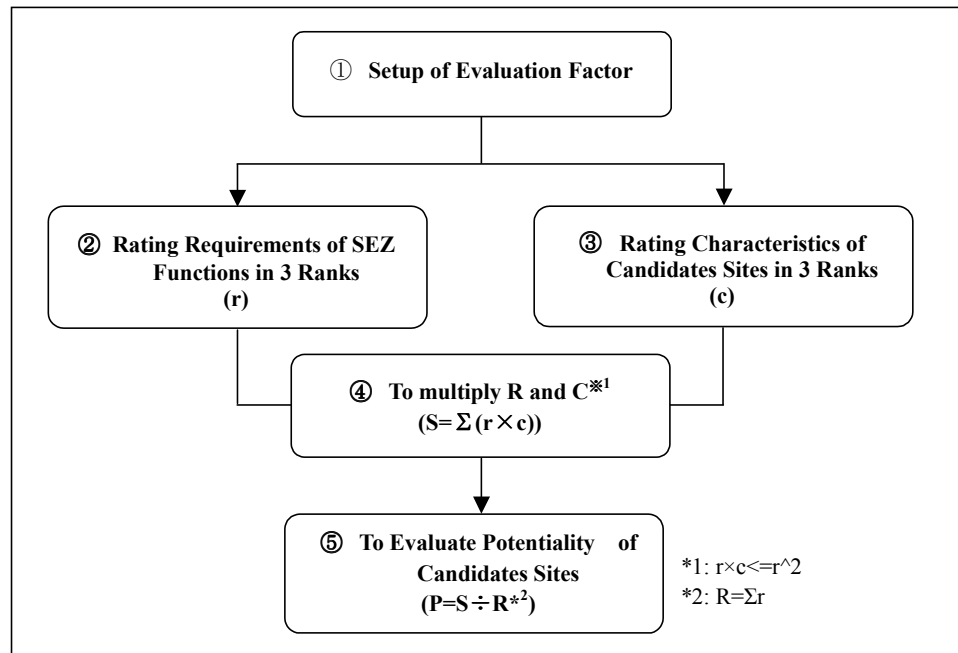 ① Setup of Evaluation Factor
② Rating Requirements of SEZ
Functions in 3 Ranks
(r)
③ Rating Characteristics of
Candidates Sites in 3 Ranks
(c)
④ To multiply R and C※1
(S=Σ(r×c))
⑤ To Evaluate Potentiality of
Candidates Sites
(P=S÷R*2)
*1: r×c<=r^2
*2: R=Σr